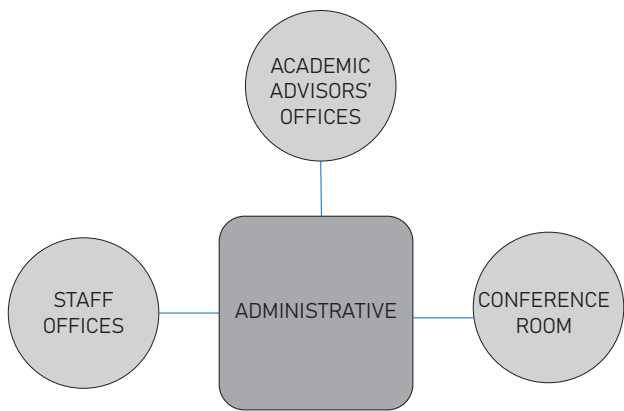 ACADEMIC
ADVISORS’
OFFICES
STAFF
OFFICES
ADMINISTRATIVE
CONFERENCE
ROOM